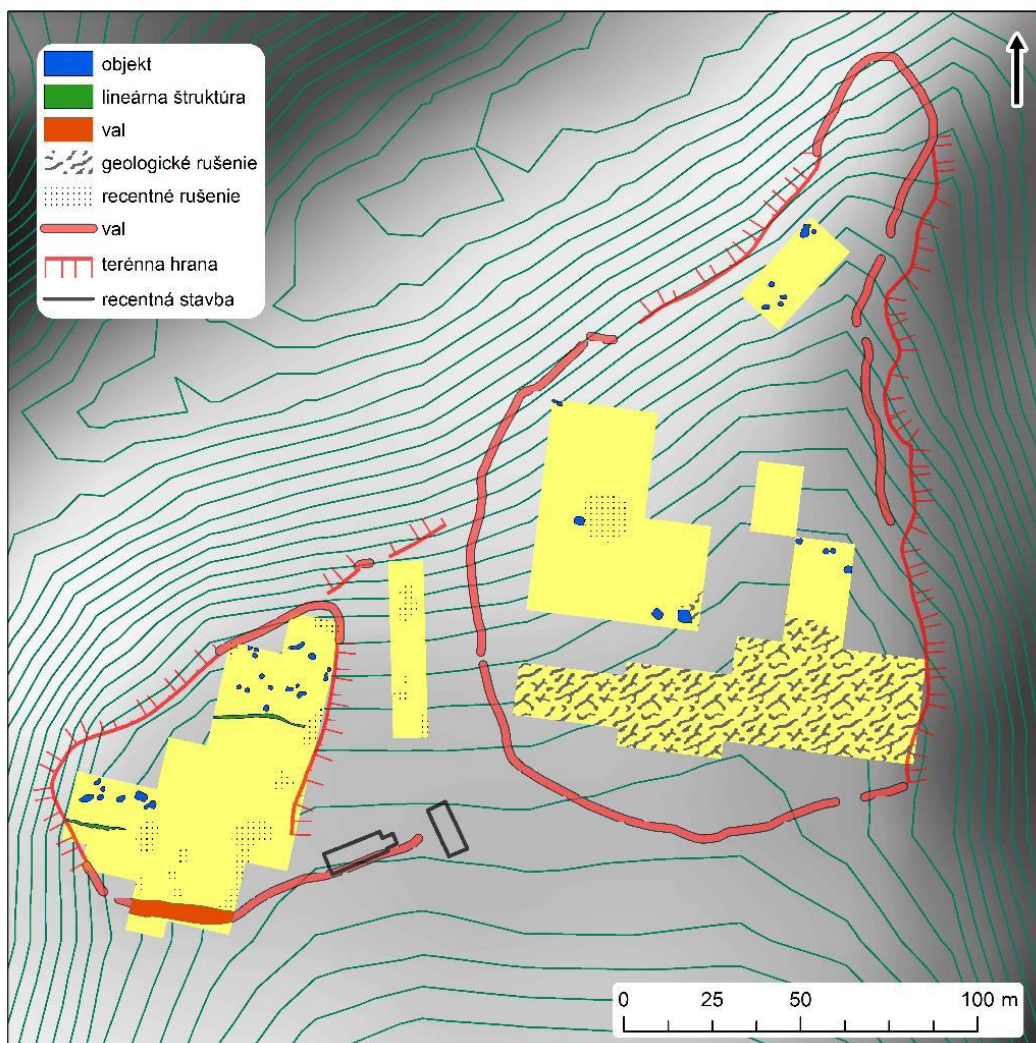 objekt
lineárna štruktúra
val
geologické rušenie
recentné rušenie
val
terénna hrana
recentná stavba
0 25 50 100 m